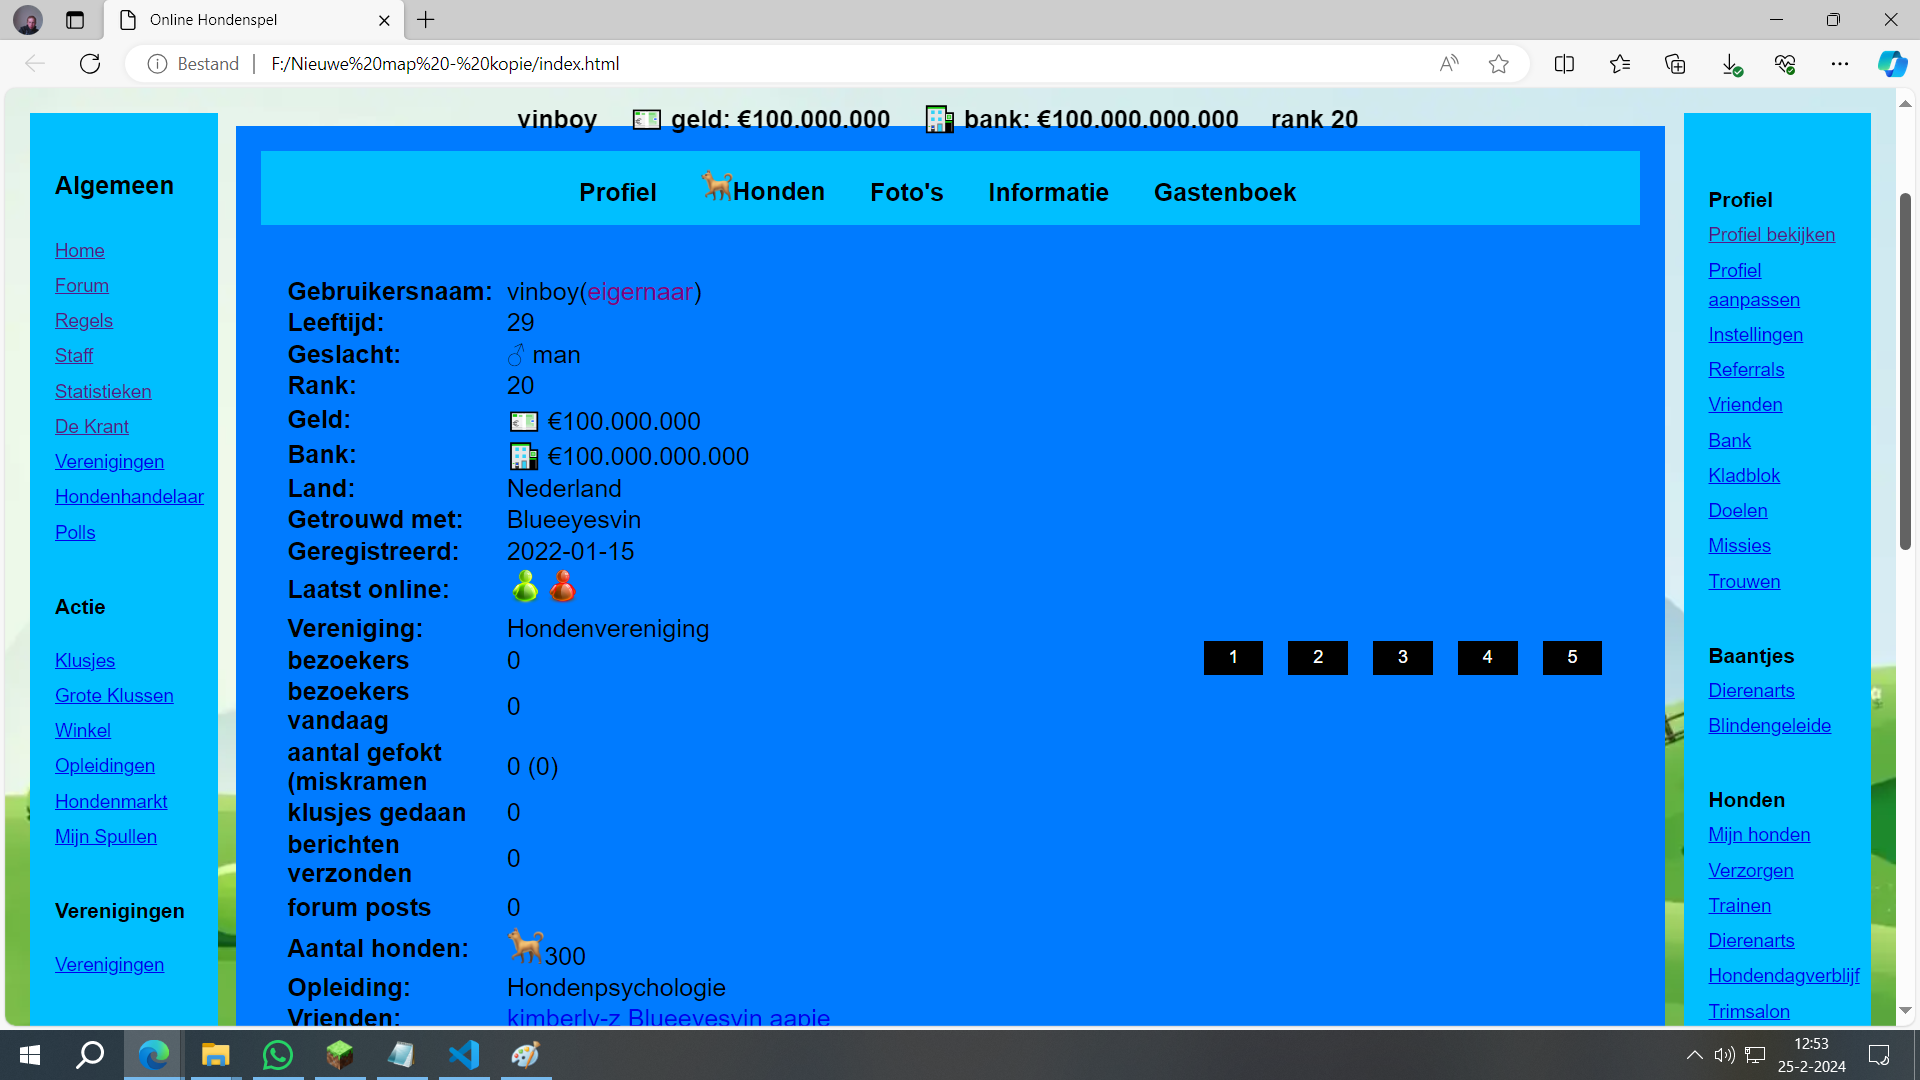 Online Hondenspel
Bestand
F:/Nieuwe%20map%20-%20kopie/index.html
vinboy geld: €100.000.000 bank: €100.000.000.000 rank 20
Profiel Honden Foto's Informatie Gastenboek
Algemeen
Home
Forum
Regels
Staff
Statistieken
De Krant
Verenigingen
Hondenhandelaar
Polls
Actie
Klusjes
Grote Klussen
Winkel
Opleidingen
Hondenmarkt
Mijn Spullen
Verenigingen
Verenigingen
Gebruikersnaam: vinboy(eigernaar)
Leeftijd: 29
Geslacht: ♂ man
Rank: 20
Geld: €100.000.000
Bank: €100.000.000.000
Land: Nederland
Getrouwd met: Blueeyesvin
Geregistreerd: 2022-01-15
Laatst online:
Vereniging: Hondenvereniging
bezoekers 0
bezoekers
vandaag 0
aantal gefokt
(miskramen 0 (0)
klusjes gedaan 0
berichten
verzonden 0
forum posts 0
Aantal honden: 300
Opleiding: Hondenpsychologie
Vrienden: kimberly-z Blueeyesvin aapje
1 2 3 4 5
Profiel
Profiel bekijken
Profiel
aanpassen
Instellingen
Referrals
Vrienden
Bank
Kladblok
Doelen
Missies
Trouwen
Baantjes
Dierenarts
Blindengeleide
Honden
Mijn honden
Verzorgen
Trainen
Dierenarts
Hondendagverblijf
Trimsalon
12:53
25-2-2024